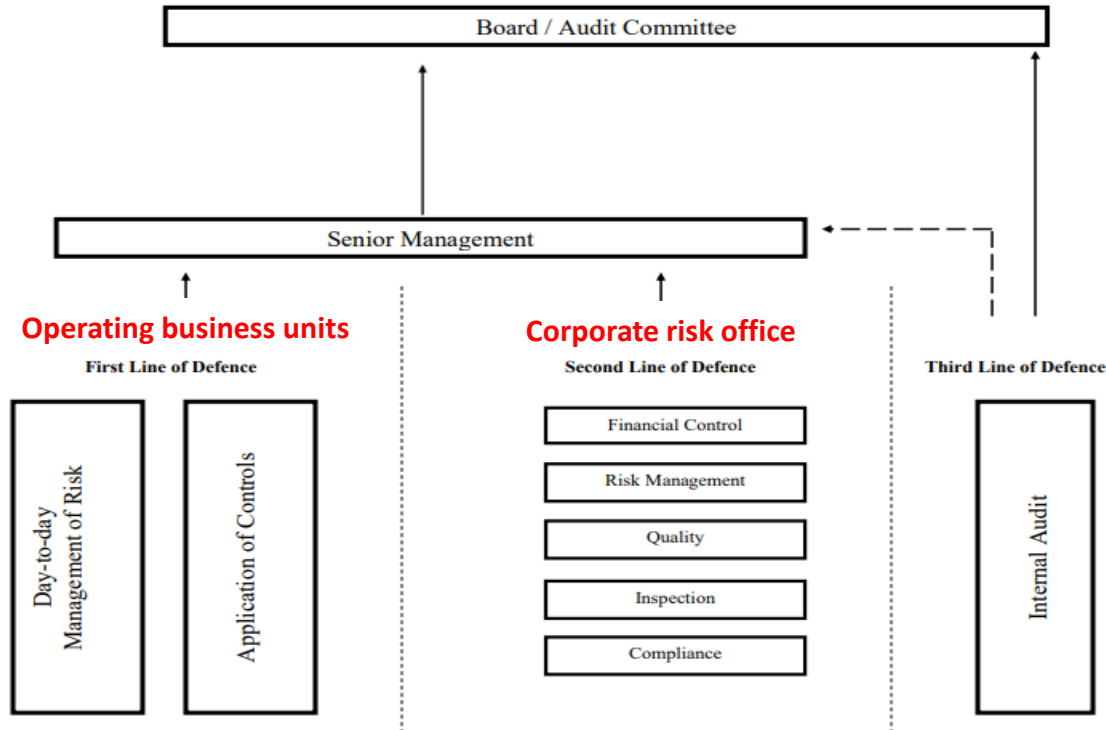 Board / Audit Committee
Senior Management
Operating business units
Corporate risk office
First Line of Defence
Second Line of Defence
Third Line of Defence
Day-to-day
Management of Risk
Application of Controls
Financial Control
Risk Management
Quality
Inspection
Compliance
Internal Audit